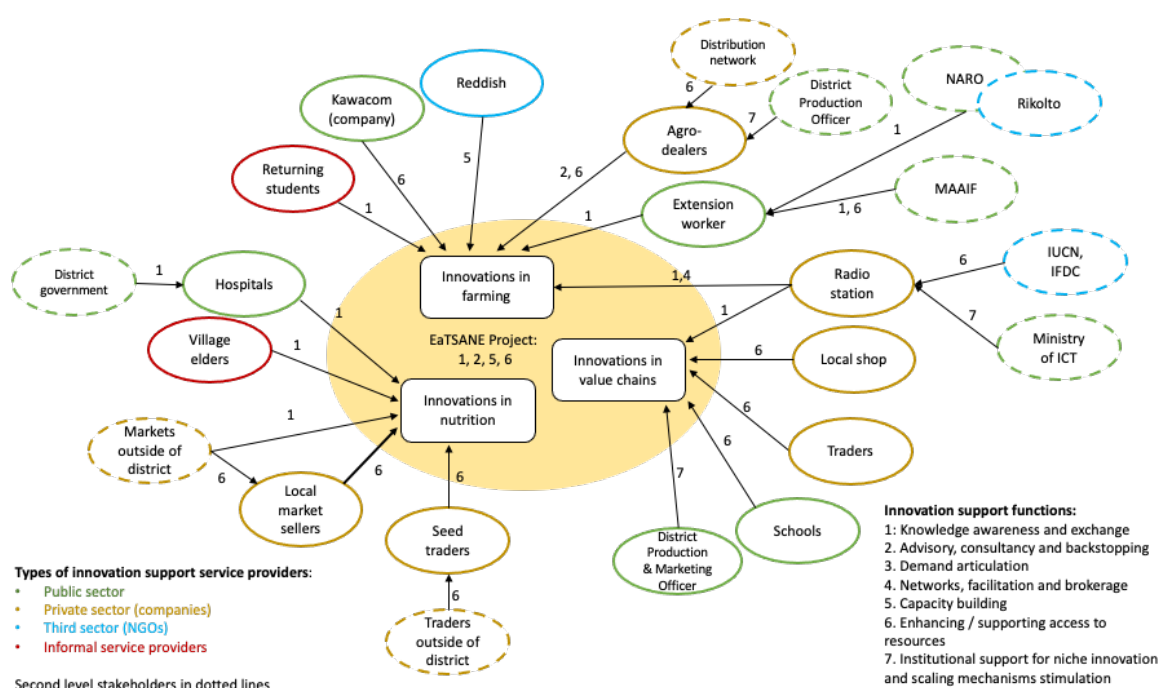 Distribution
network
NARO
Reddish
Rikolto
Kawacom
(company)
District
Production
Officer
6
7
Agro-
dealers
1
5
2, 6
Returning
students
6
MAAIF
Extension
worker
1
1
1, 6
District
government
1
Hospitals
Innovations in
farming
1,4
Radio
station
6
IUCN,
IFDC
1
1
7
Village
elders
1
EaTSANE Project:
1, 2, 5, 6
Innovations in
value chains
6
Local shop
Ministry
of ICT
Innovations in
nutrition
1
6
Markets
outside of
district
6
6
6
Traders
6
7
Local
market
sellers
Seed
traders
Schools
District
Production
& Marketing
Officer
6
Traders
outside of
district
Types of innovation support service providers:
• Public sector
• Private sector (companies)
• Third sector (NGOs)
• Informal service providers
Second level stakeholders in dotted lines
Innovation support functions:
1: Knowledge awareness and exchange
2. Advisory, consultancy and backstopping
3. Demand articulation
4. Networks, facilitation and brokerage
5. Capacity building
6. Enhancing / supporting access to
resources
7. Institutional support for niche innovation
and scaling mechanisms stimulation